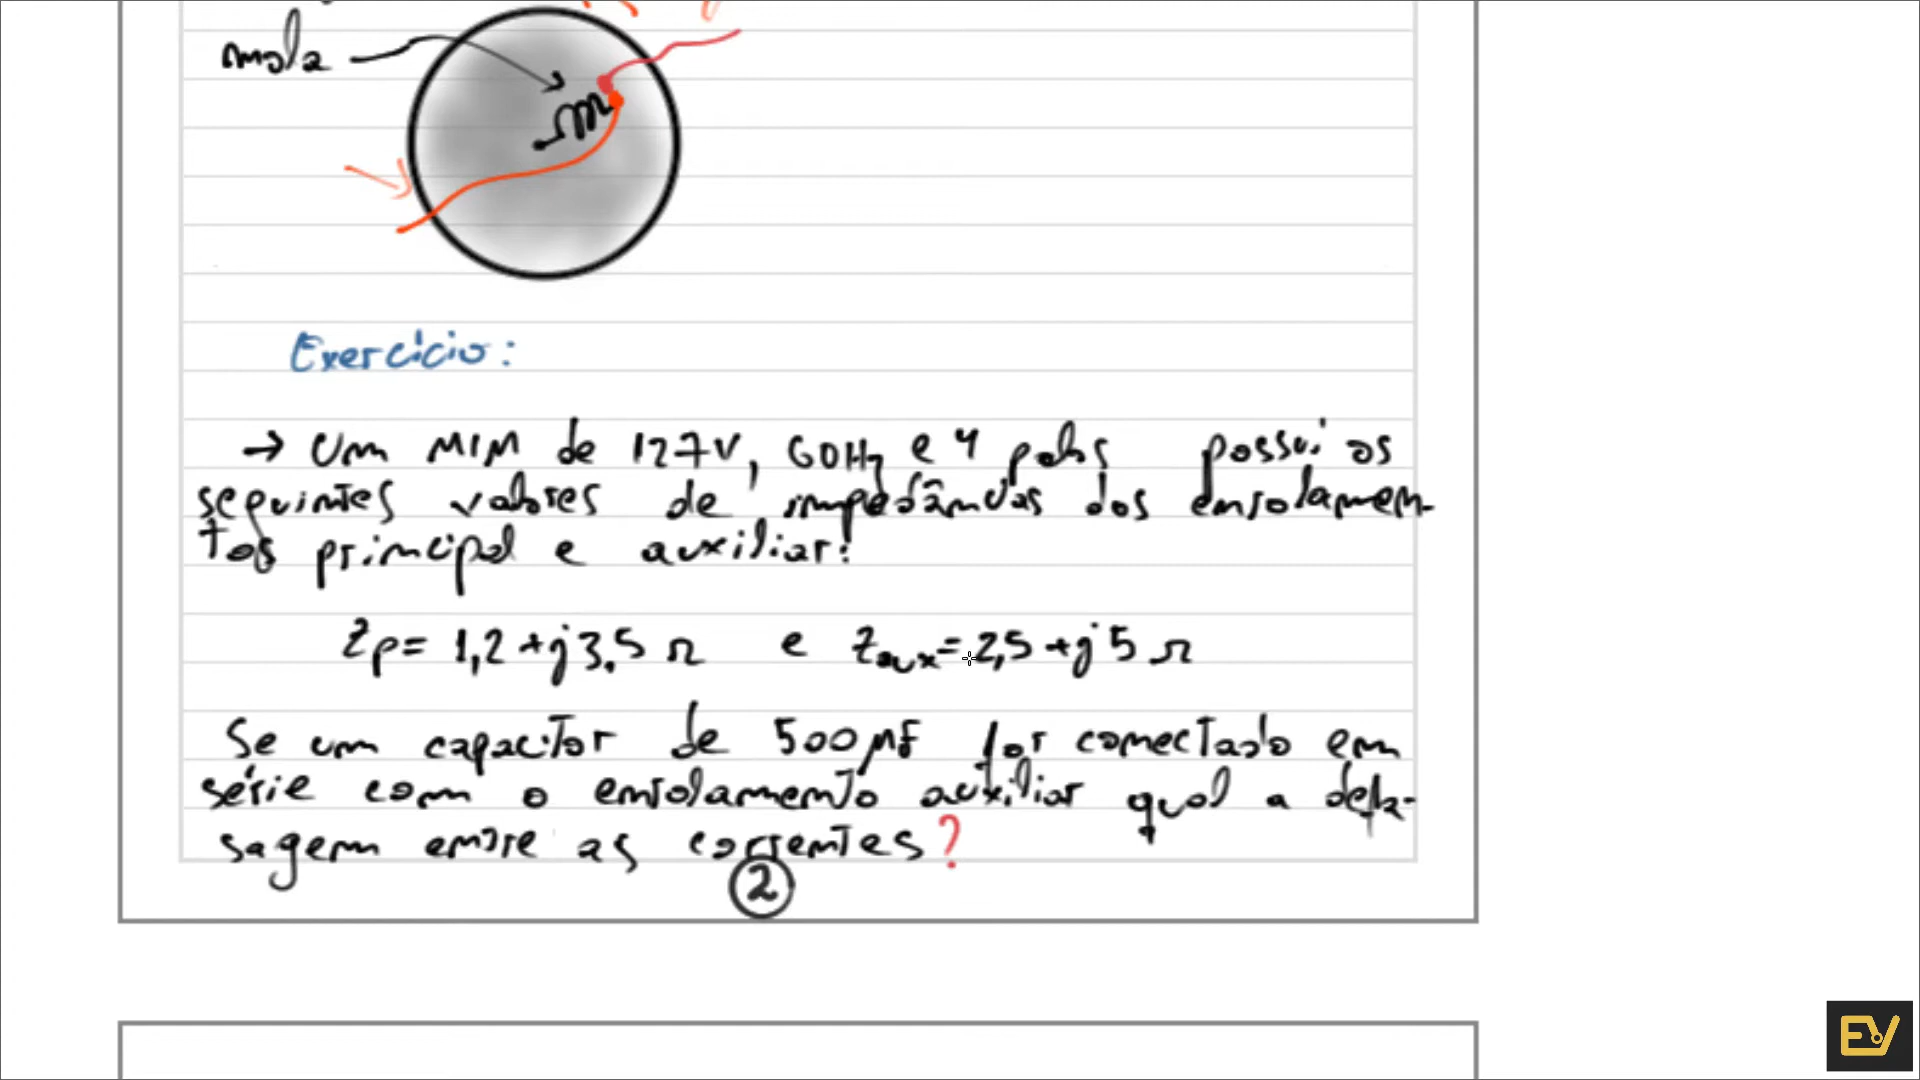 mola
Exercício:
→ Um MIM de 127V, 60Hz e 4 polos possui os
seguintes valores de impedâncias dos enrolamen-
tos principal e auxiliar:
Zp = 1,2 + j3,5 Ω e Zaux = 2,5 + j5 Ω
Se um capacitor de 500 μF for conectado em
série com o enrolamento auxiliar qual a defa-
sagem entre as correntes?
2
EV